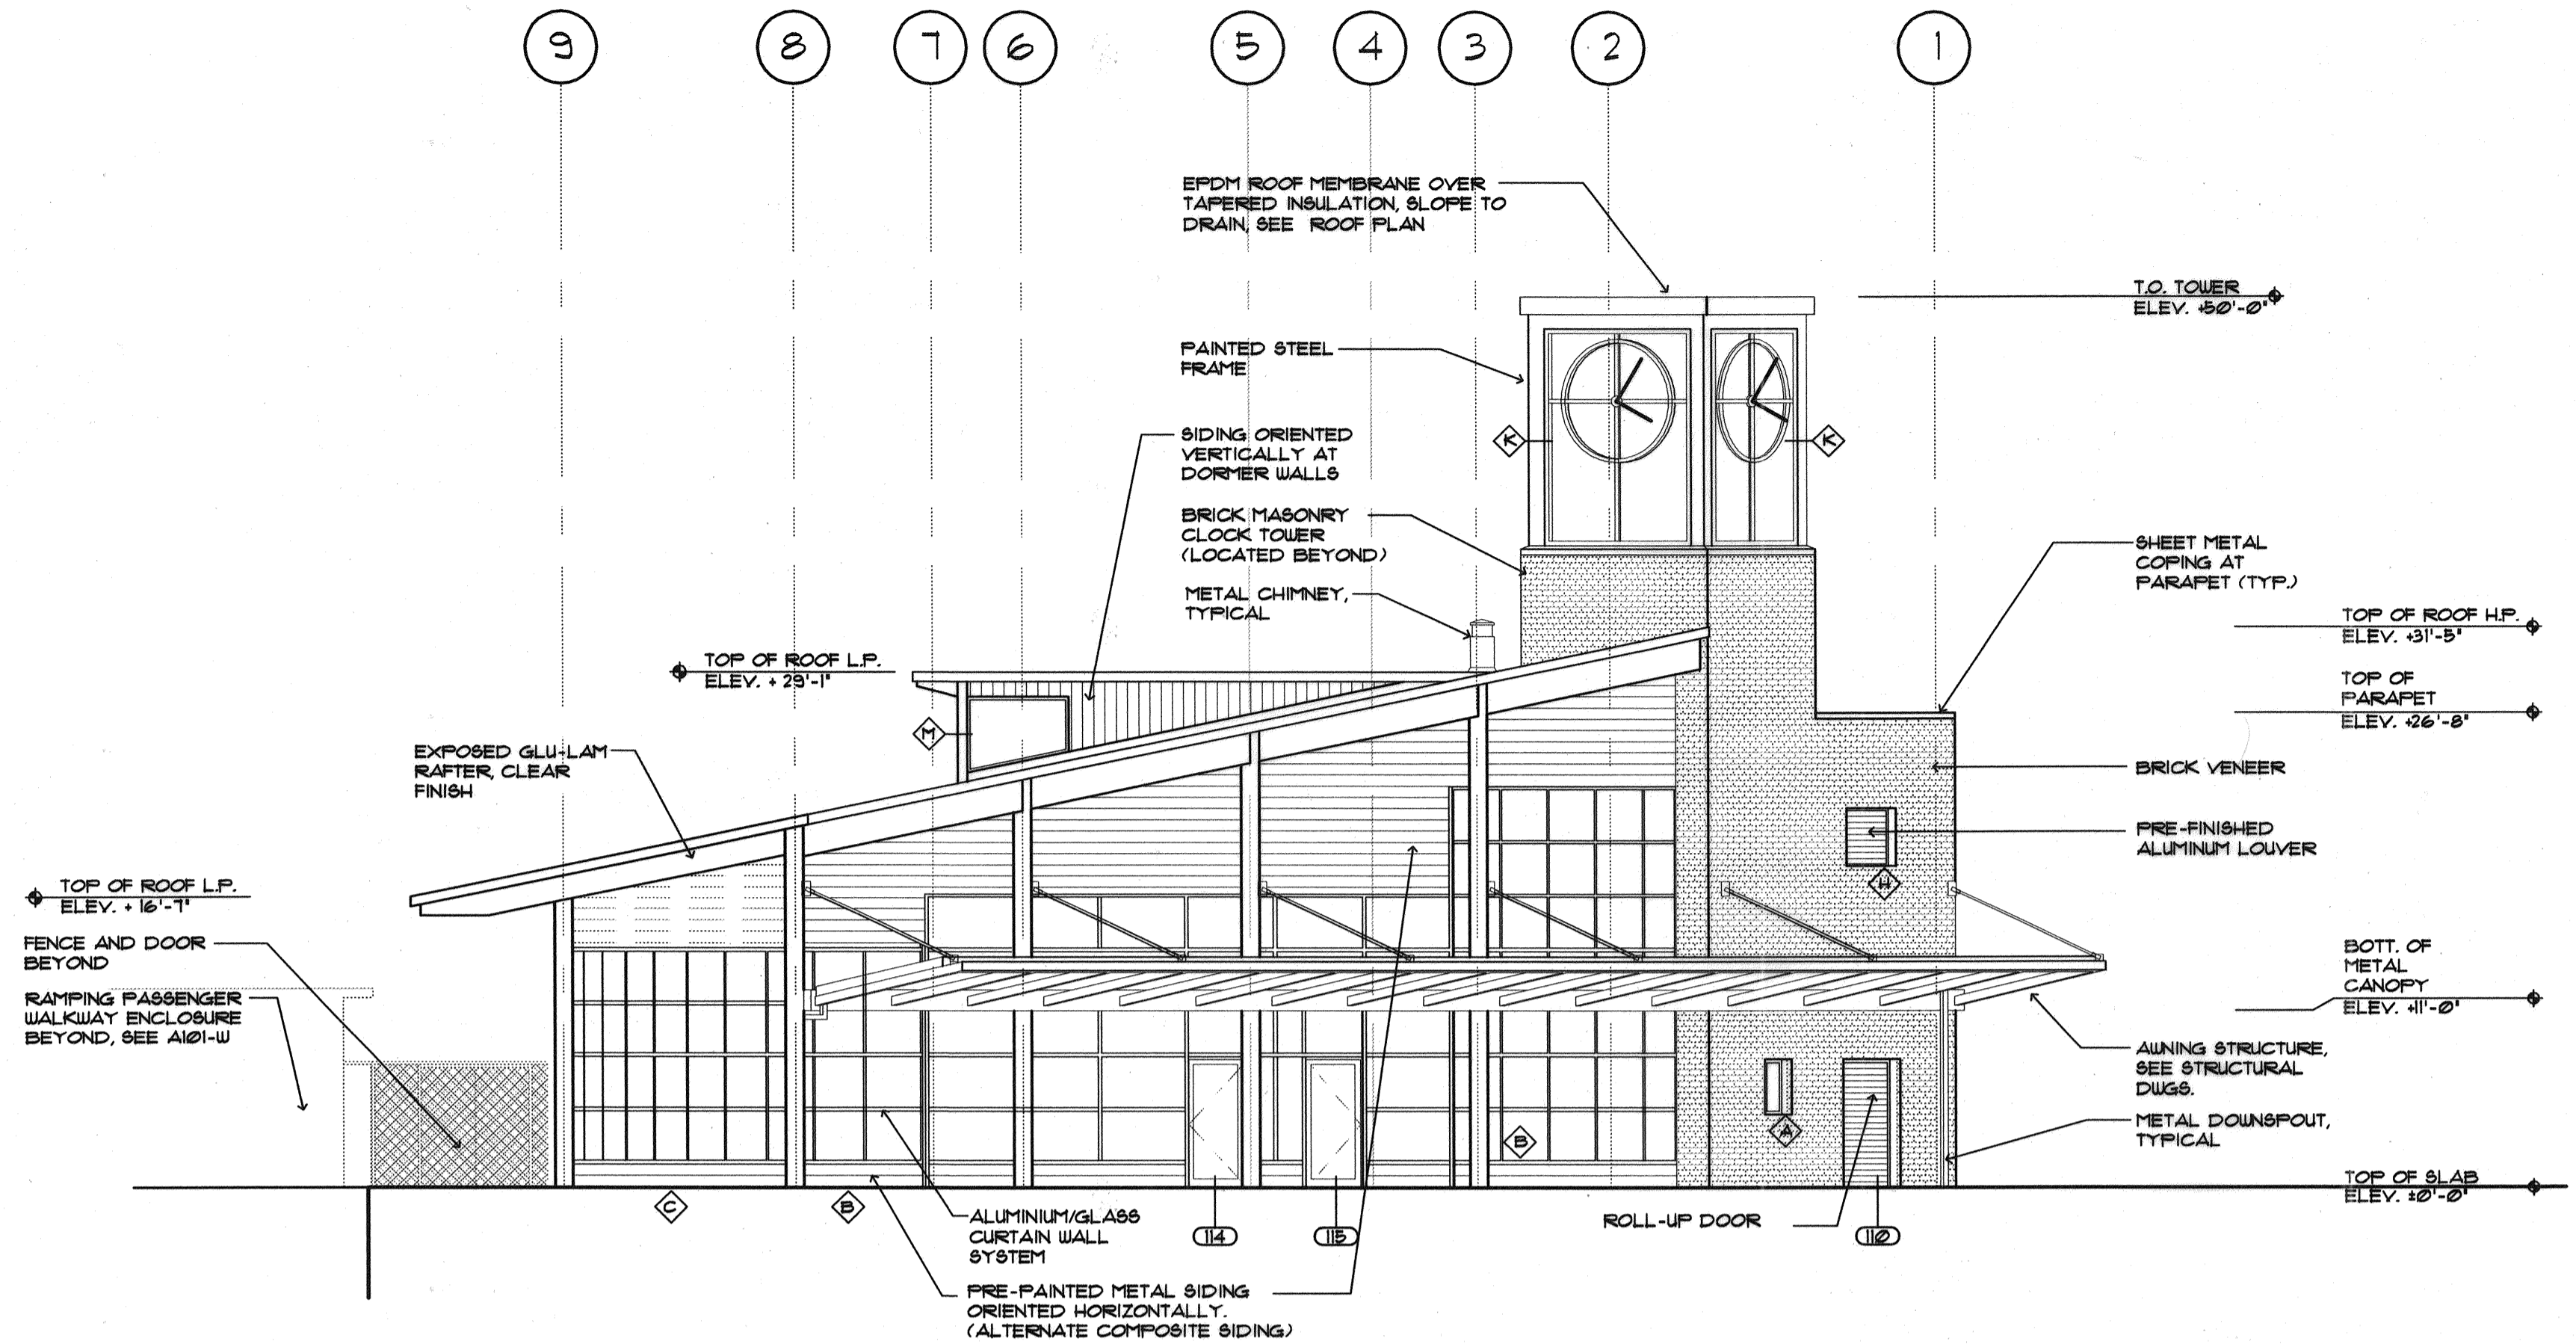 9 8 7 6 5 4 3 2 1
EPDM ROOF MEMBRANE OVER
TAPERED INSULATION, SLOPE TO
DRAIN, SEE ROOF PLAN
T.O. TOWER
ELEV. +50'-0"
PAINTED STEEL
FRAME
K
K
SIDING ORIENTED
VERTICALLY AT
DORMER WALLS
BRICK MASONRY
CLOCK TOWER
(LOCATED BEYOND)
METAL CHIMNEY,
TYPICAL
SHEET METAL
COPING AT
PARAPET (TYP.)
TOP OF ROOF H.P.
ELEV. +31'-5"
TOP OF ROOF L.P.
ELEV. + 29'-1"
TOP OF
PARAPET
ELEV. +26'-8"
M
EXPOSED GLU-LAM
RAFTER, CLEAR
FINISH
BRICK VENEER
PRE-FINISHED
ALUMINUM LOUVER
H
TOP OF ROOF L.P.
ELEV. + 16'-7"
FENCE AND DOOR
BEYOND
RAMPING PASSENGER
WALKWAY ENCLOSURE
BEYOND, SEE A101-W
BOTT. OF
METAL
CANOPY
ELEV. +11'-0"
AWNING STRUCTURE,
SEE STRUCTURAL
DWGS.
METAL DOWNSPOUT,
TYPICAL
A
B
TOP OF SLAB
ELEV. ±0'-0"
C
B
ALUMINIUM/GLASS
CURTAIN WALL
SYSTEM
114
115
ROLL-UP DOOR
110
PRE-PAINTED METAL SIDING
ORIENTED HORIZONTALLY.
(ALTERNATE COMPOSITE SIDING)